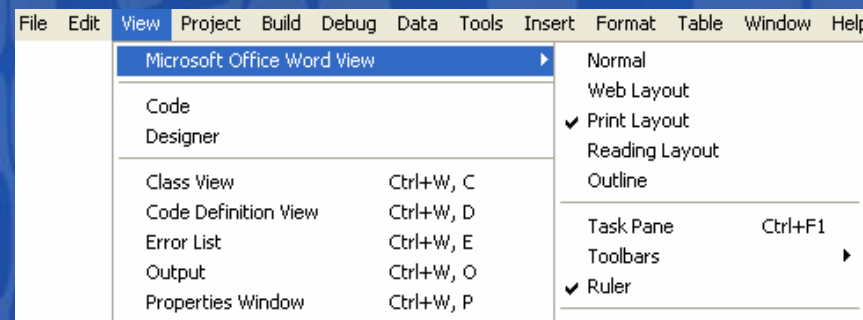 File Edit View Project Build Debug Data Tools Insert Format Table Window Help
Microsoft Office Word View
Code
Designer
Class View Ctrl+W, C
Code Definition View Ctrl+W, D
Error List Ctrl+W, E
Output Ctrl+W, O
Properties Window Ctrl+W, P
Normal
Web Layout
Print Layout
Reading Layout
Outline
Task Pane Ctrl+F1
Toolbars
Ruler